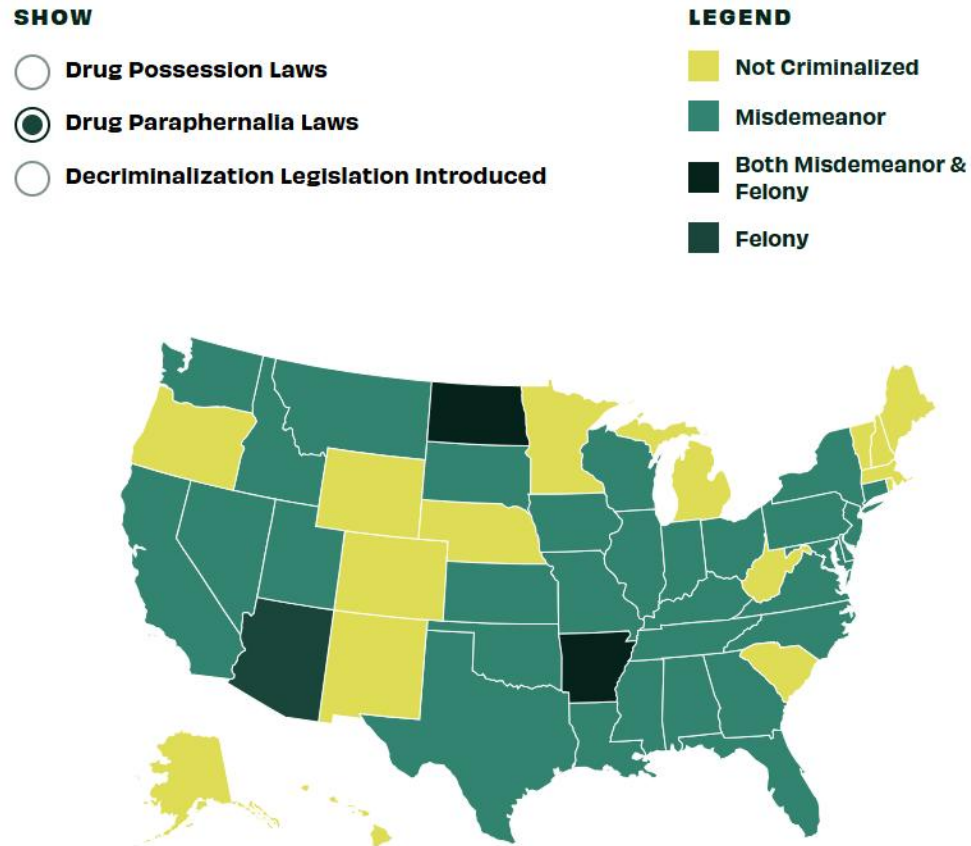 SHOW
Drug Possession Laws
Drug Paraphernalia Laws
Decriminalization Legislation Introduced
LEGEND
Not Criminalized
Misdemeanor
Both Misdemeanor &
Felony
Felony